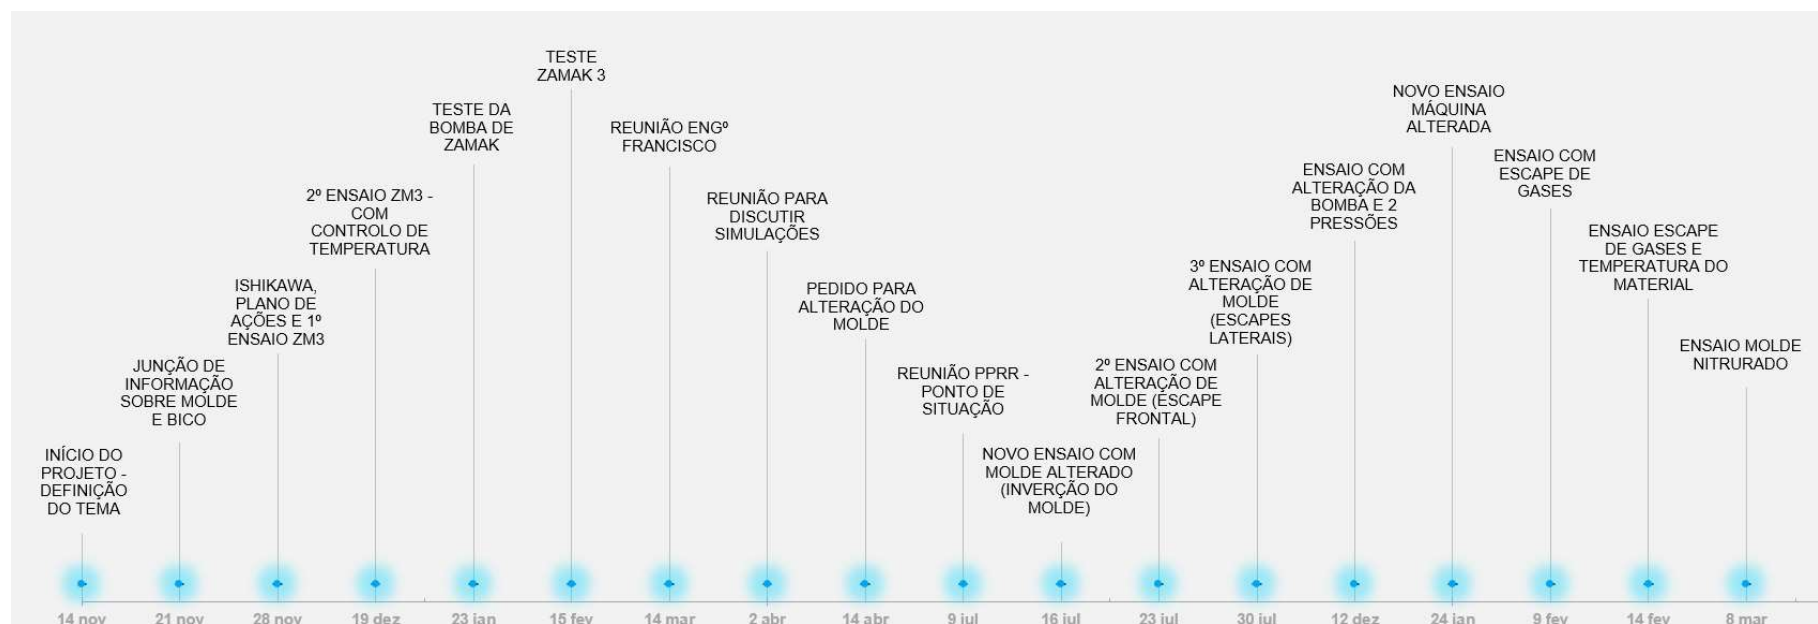 INÍCIO DO
PROJETO -
DEFINIÇÃO
DO TEMA
JUNÇÃO DE
INFORMAÇÃO
SOBRE MOLDE
E BICO
ISHIKAWA,
PLANO DE
AÇÕES E 1º
ENSAIO ZM3
2º ENSAIO ZM3 -
COM
CONTROLO DE
TEMPERATURA
TESTE DA
BOMBA DE
ZAMAK
TESTE
ZAMAK 3
REUNIÃO ENGº
FRANCISCO
REUNIÃO PARA
DISCUTIR
SIMULAÇÕES
PEDIDO PARA
ALTERAÇÃO DO
MOLDE
REUNIÃO PPRR -
PONTO DE
SITUAÇÃO
NOVO ENSAIO COM
MOLDE ALTERADO
(INVERÇÃO DO
MOLDE)
2º ENSAIO COM
ALTERAÇÃO DE
MOLDE (ESCAPE
FRONTAL)
3º ENSAIO COM
ALTERAÇÃO DE
MOLDE
(ESCAPES
LATERAIS)
ENSAIO COM
ALTERAÇÃO DA
BOMBA E 2
PRESSÕES
NOVO ENSAIO
MÁQUINA
ALTERADA
ENSAIO COM
ESCAPE DE
GASES
ENSAIO ESCAPE
DE GASES E
TEMPERATURA DO
MATERIAL
ENSAIO MOLDE
NITRURADO
14 nov 21 nov 28 nov 19 dez 23 jan 15 fev 14 mar 2 abr 14 abr 9 jul 16 jul 23 jul 30 jul 12 dez 24 jan 9 fev 14 fev 8 mar